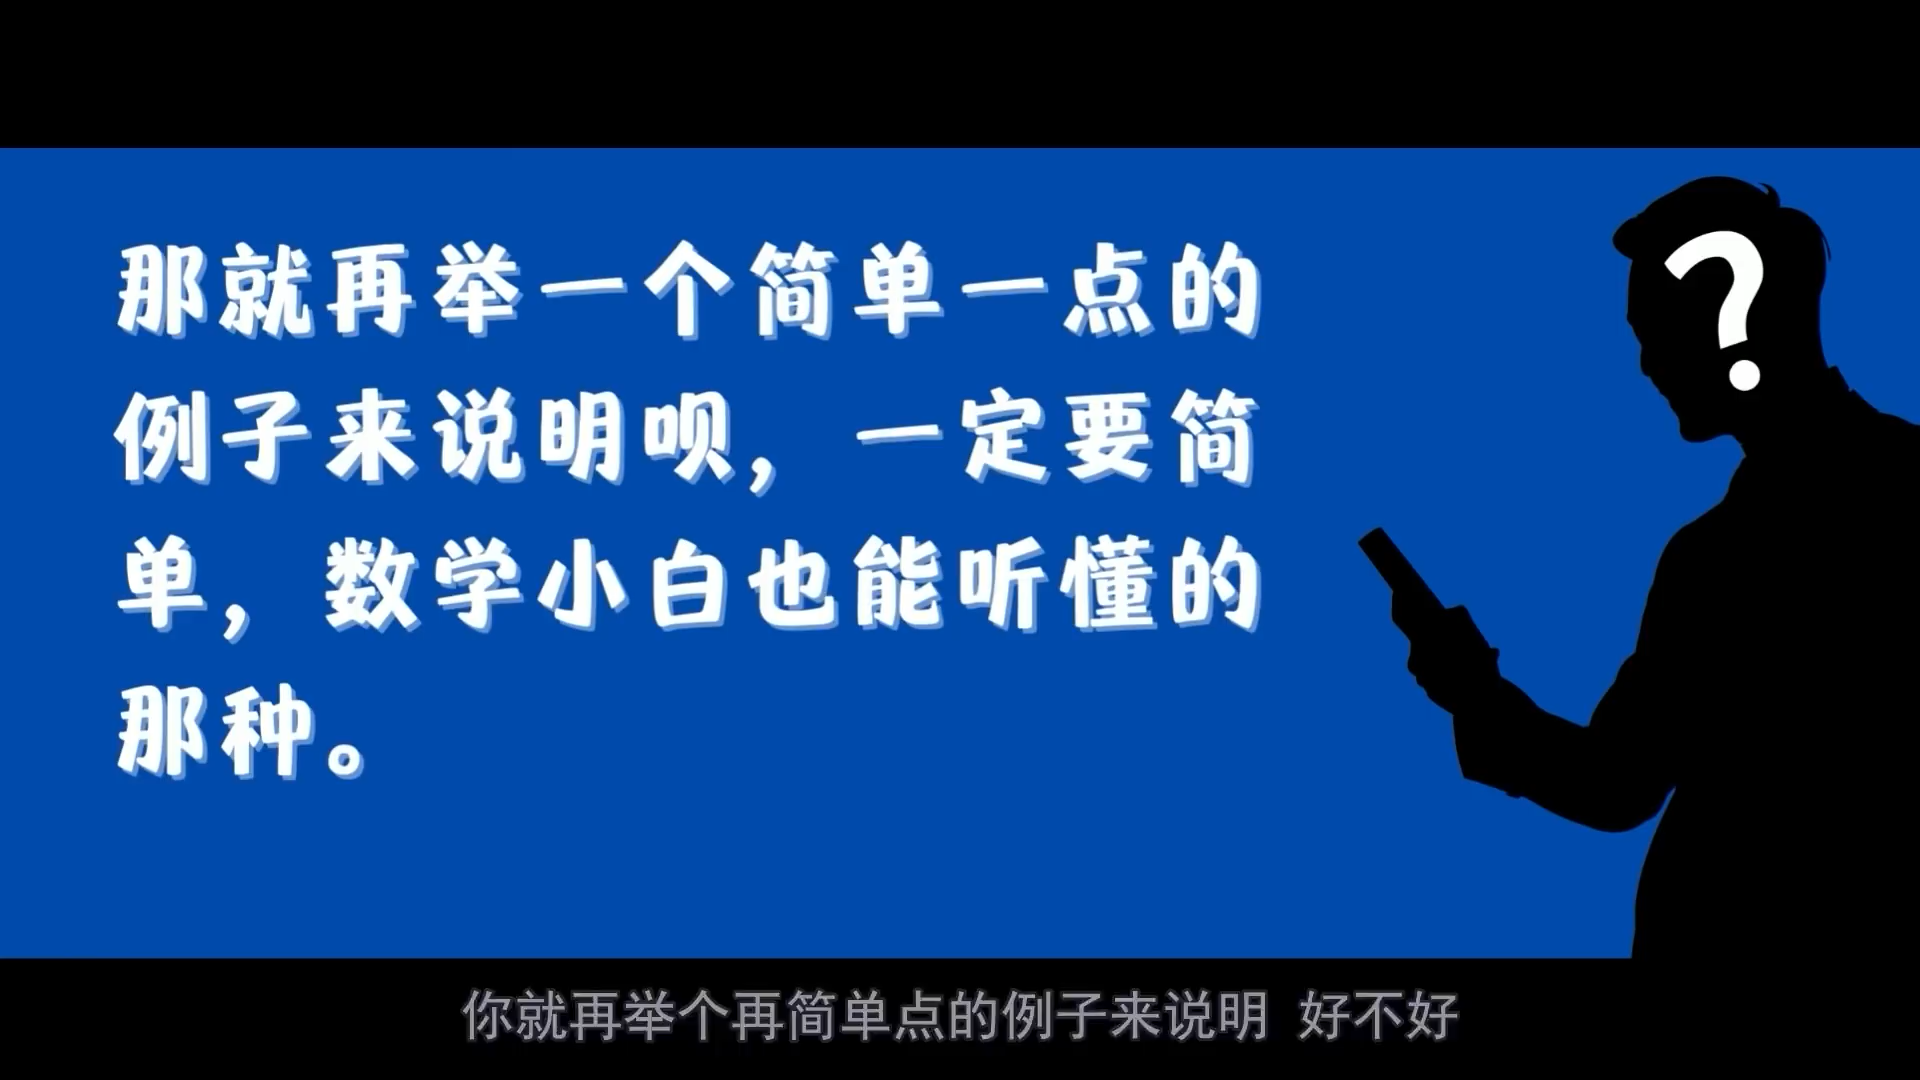 那就再举一个简单一点的
例子来说明呗，一定要简
单，数学小白也能听懂的
那种。
?
你就再举个再简单点的例子来说明 好不好